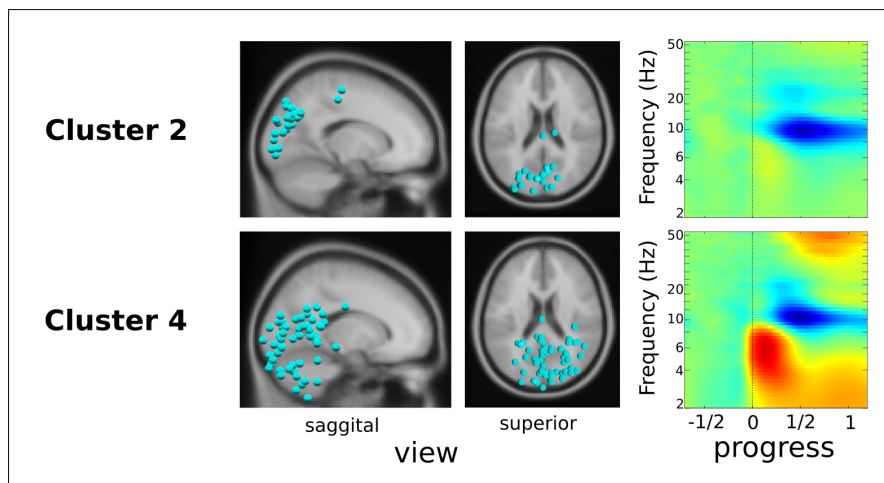 Cluster 2
Frequency (Hz)
50
20
10
6
4
2
Cluster 4
Frequency (Hz)
50
20
10
6
4
2
-1/2 0 1/2 1
saggital superior
view
progress